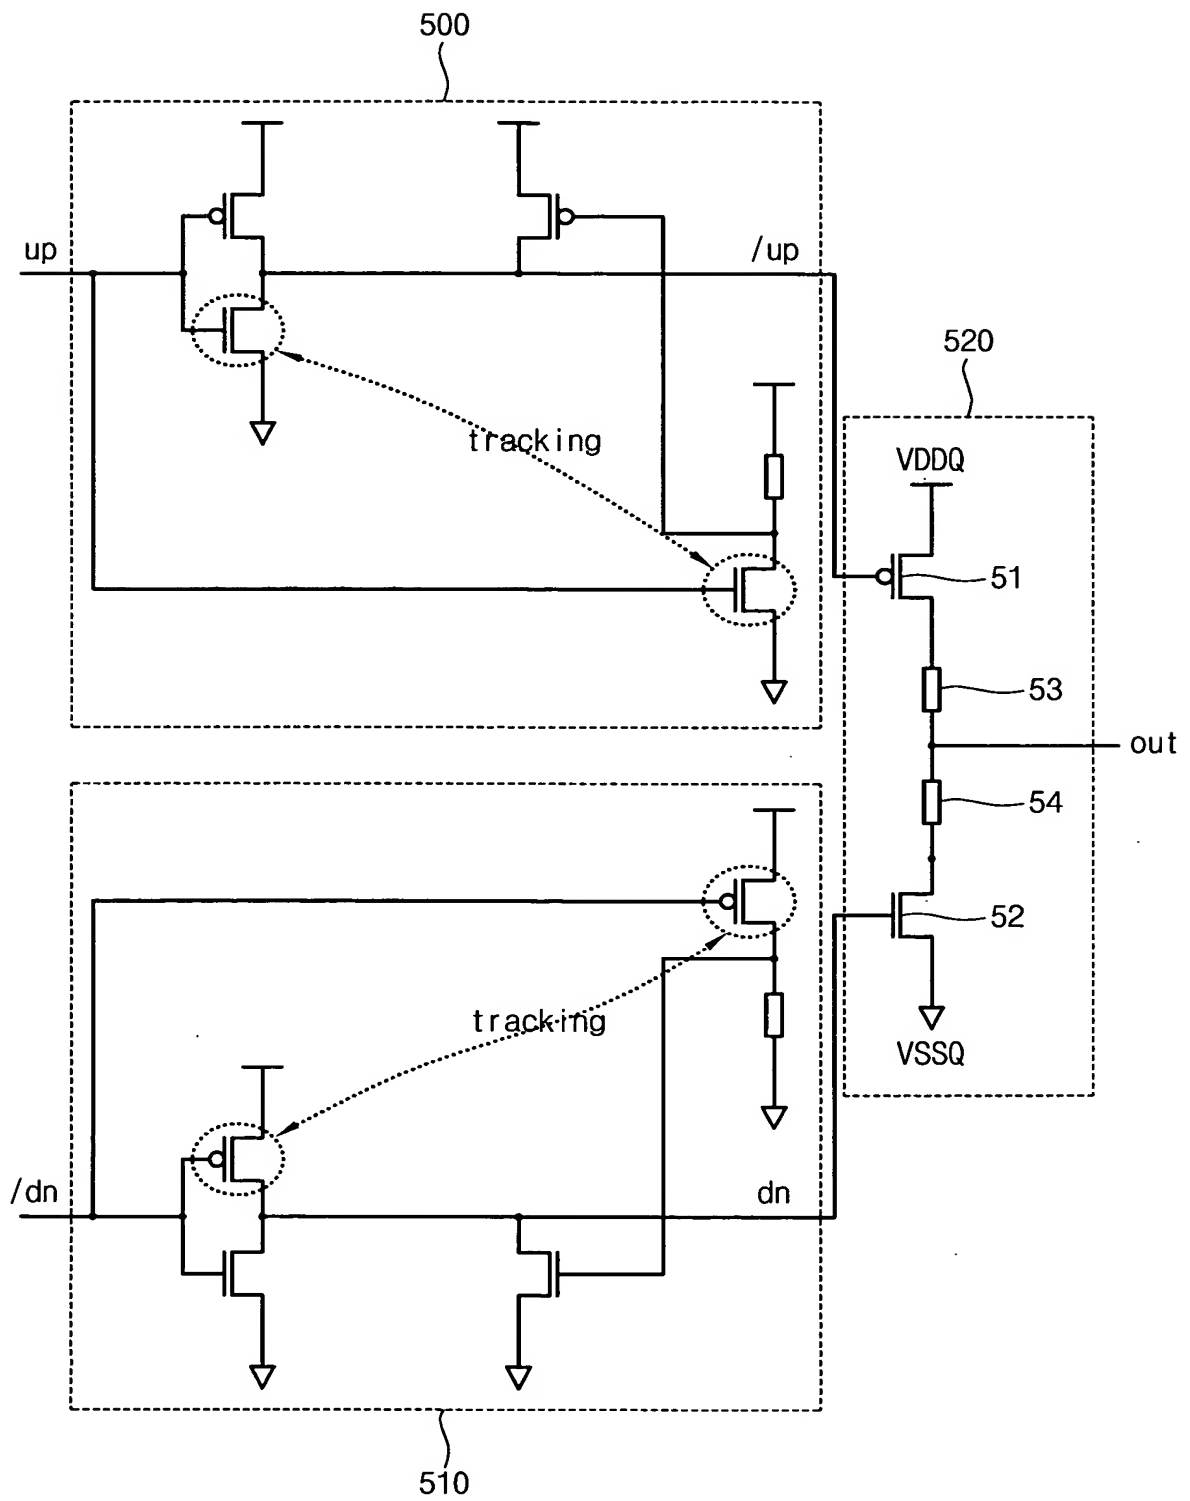 500
up
/up
520
tracking
VDDQ
51
53
out
54
52
tracking
VSSQ
/dn
dn
510